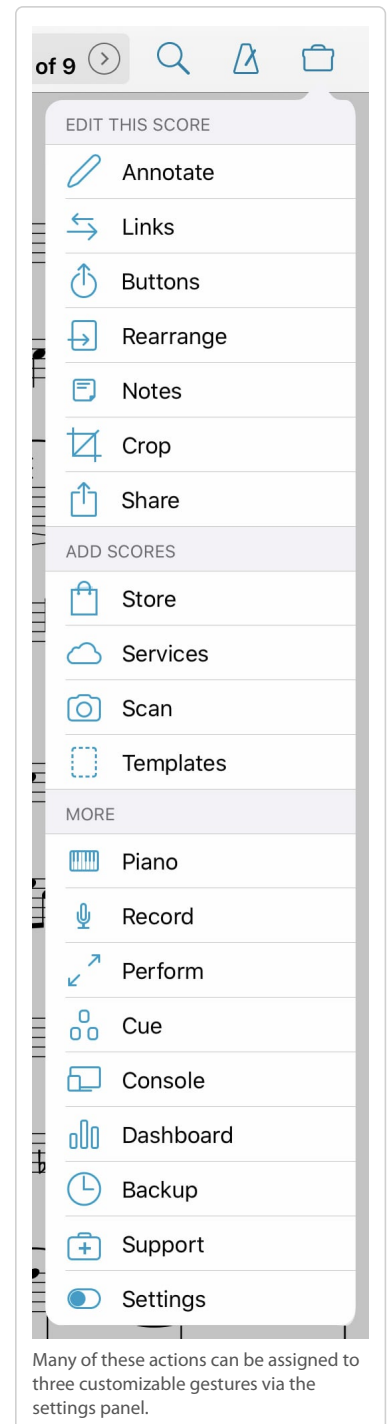 of 9
EDIT THIS SCORE
Annotate
Links
Buttons
Rearrange
Notes
Crop
Share
ADD SCORES
Store
Services
Scan
Templates
MORE
Piano
Record
Perform
Cue
Console
Dashboard
Backup
Support
Settings
Many of these actions can be assigned to
three customizable gestures via the
settings panel.